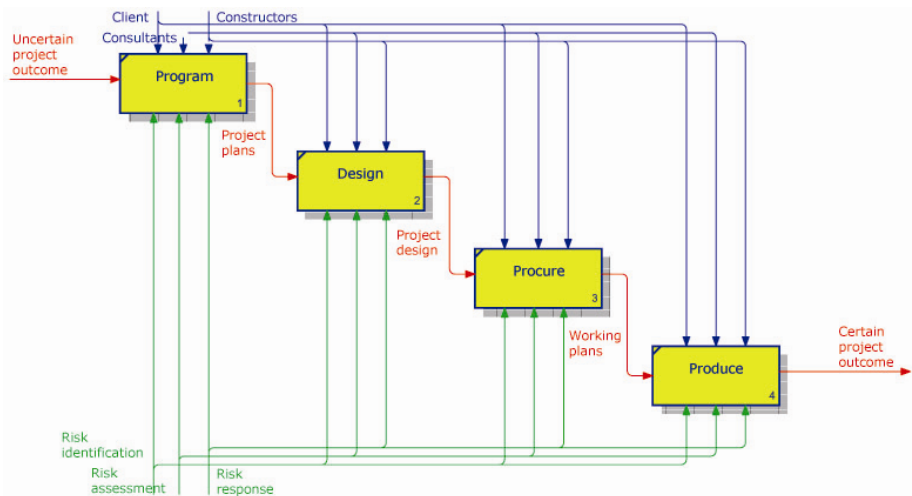 Client
Constructors
Consultants
Uncertain
project
outcome
Program
1
Project
plans
Design
2
Project
design
Procure
3
Working
plans
Certain
project
outcome
Produce
4
Risk
identification
Risk
assessment
Risk
response